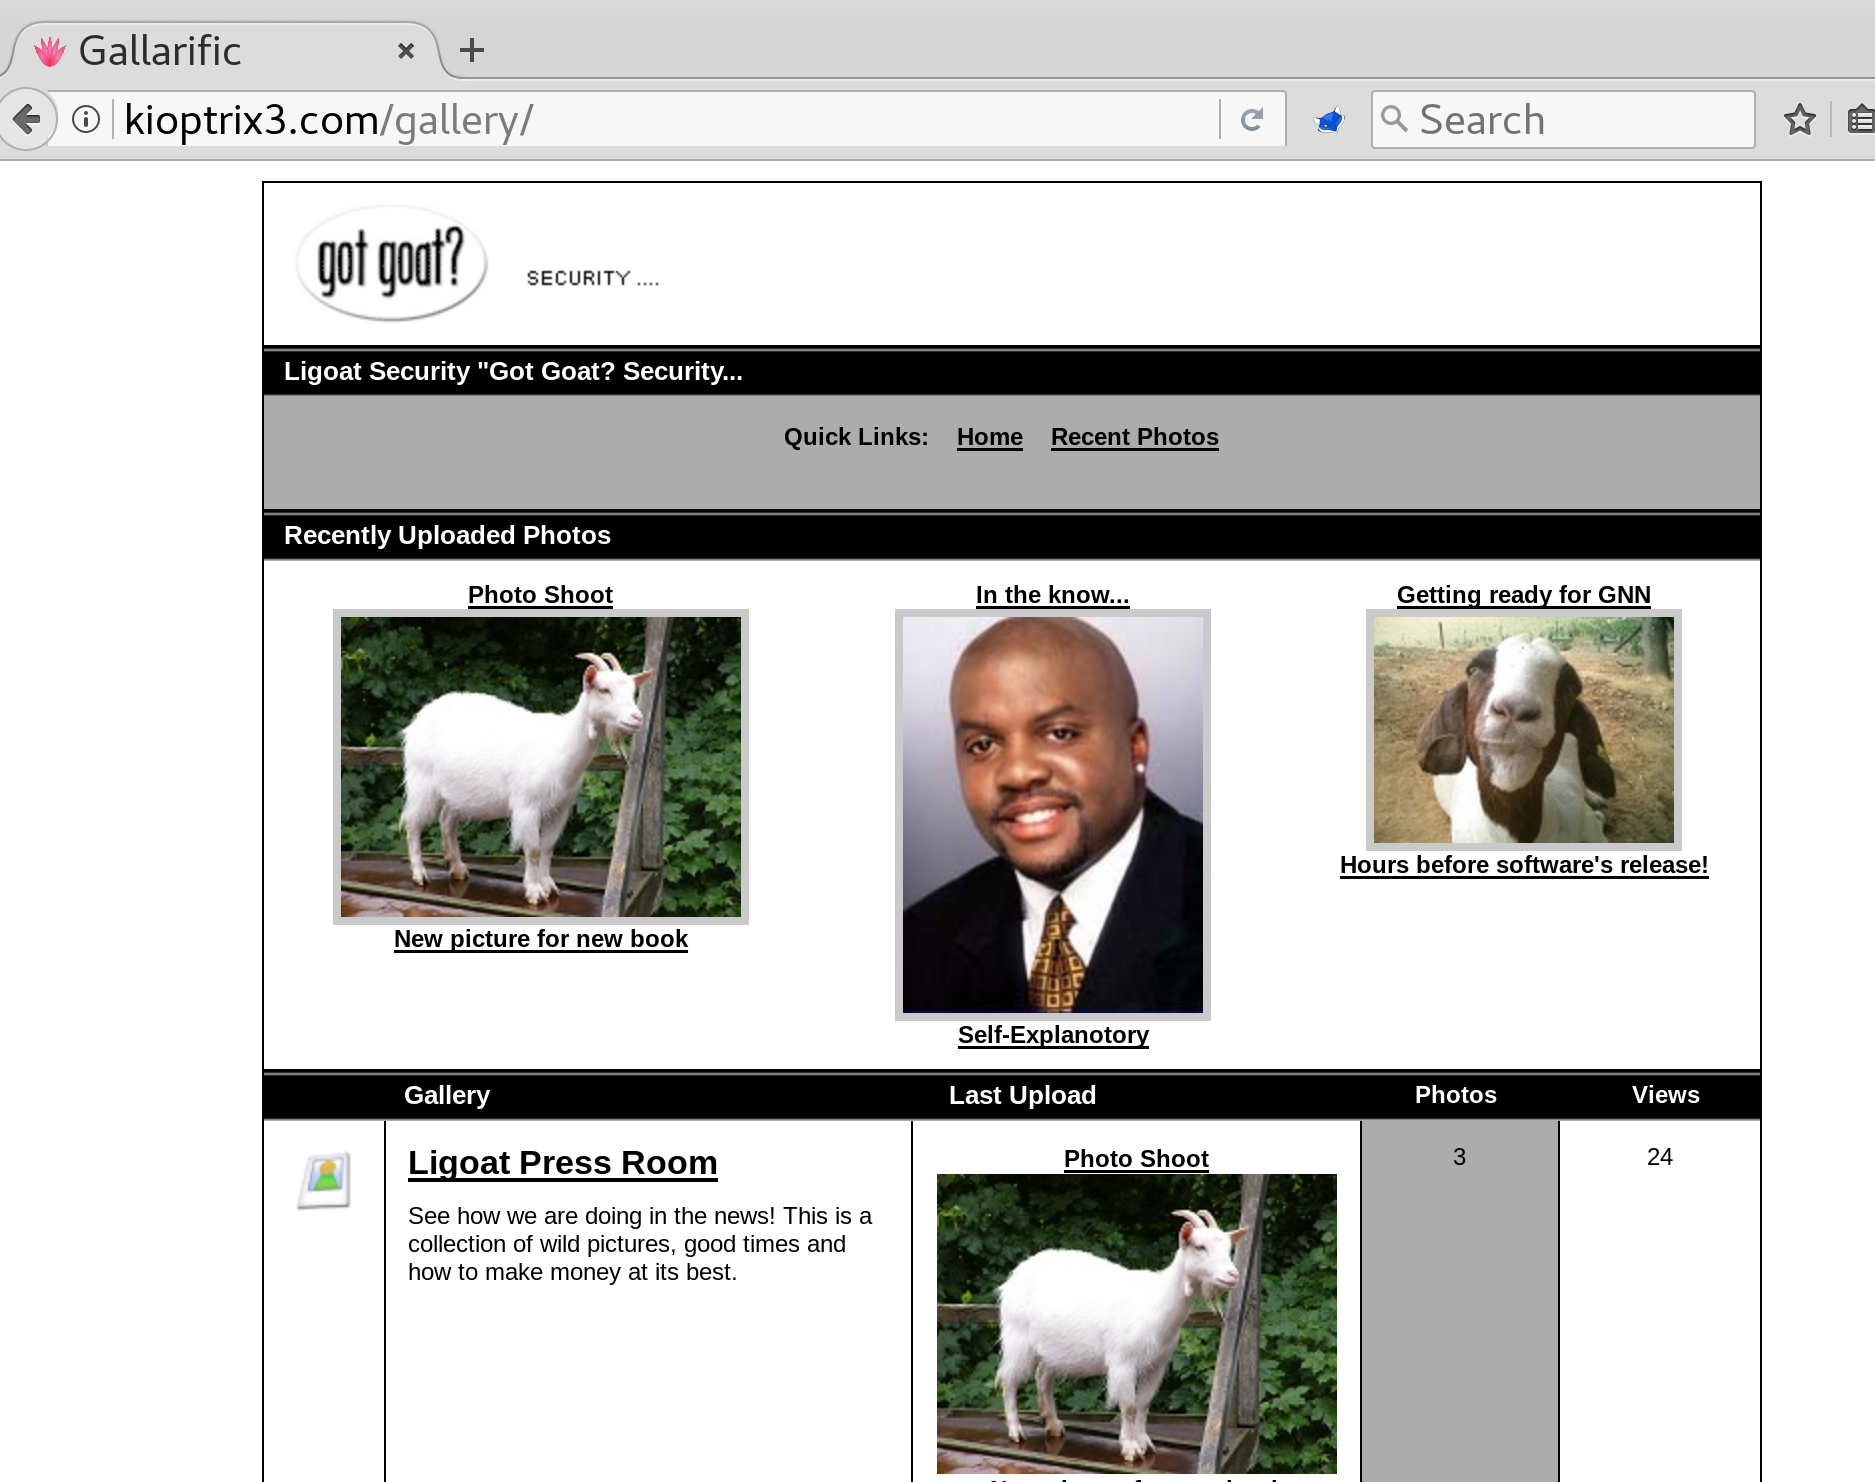 Gallarific
kioptrix3.com/gallery/
Search
got goat?
SECURITY ....
Ligoat Security "Got Goat? Security...
Quick Links: Home Recent Photos
Recently Uploaded Photos
Photo Shoot
New picture for new book
In the know...
Self-Explanotory
Getting ready for GNN
Hours before software's release!
Gallery Last Upload Photos Views
Ligoat Press Room
See how we are doing in the news! This is a
collection of wild pictures, good times and
how to make money at its best.
Photo Shoot
3
24